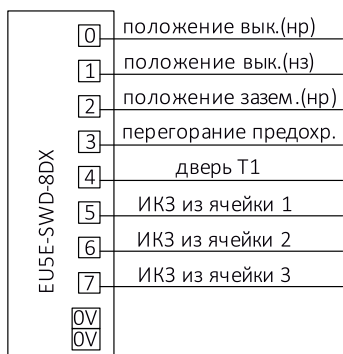 0 положение вык.(нр)
1 положение вык.(нз)
2 положение зазем.(нр)
3 перегорание предохр.
4 дверь Т1
5 ИКЗ из ячейки 1
6 ИКЗ из ячейки 2
7 ИКЗ из ячейки 3
0V
0V
EU5E-SWD-8DX